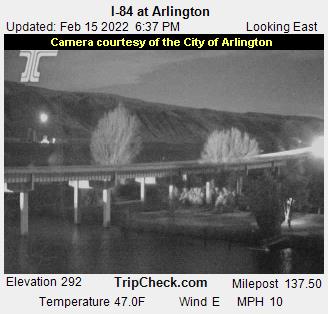 I-84 at Arlington
Updated: Feb 15 2022 6:37 PM Looking East
Camera courtesy of the City of Arlington
Elevation 292 TripCheck.com Milepost 137.50
Temperature 47.0F Wind E MPH 10